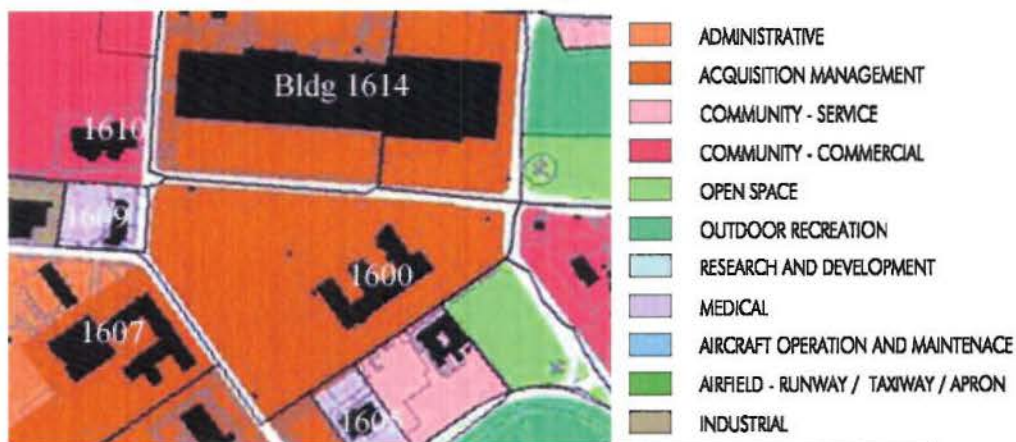 Bldg 1614
1610
1609
1600
1607
ADMINISTRATIVE
ACQUISITION MANAGEMENT
COMMUNITY - SERVICE
COMMUNITY - COMMERCIAL
OPEN SPACE
OUTDOOR RECREATION
RESEARCH AND DEVELOPMENT
MEDICAL
AIRCRAFT OPERATION AND MAINTENACE
AIRFIELD - RUNWAY / TAXIWAY / APRON
INDUSTRIAL